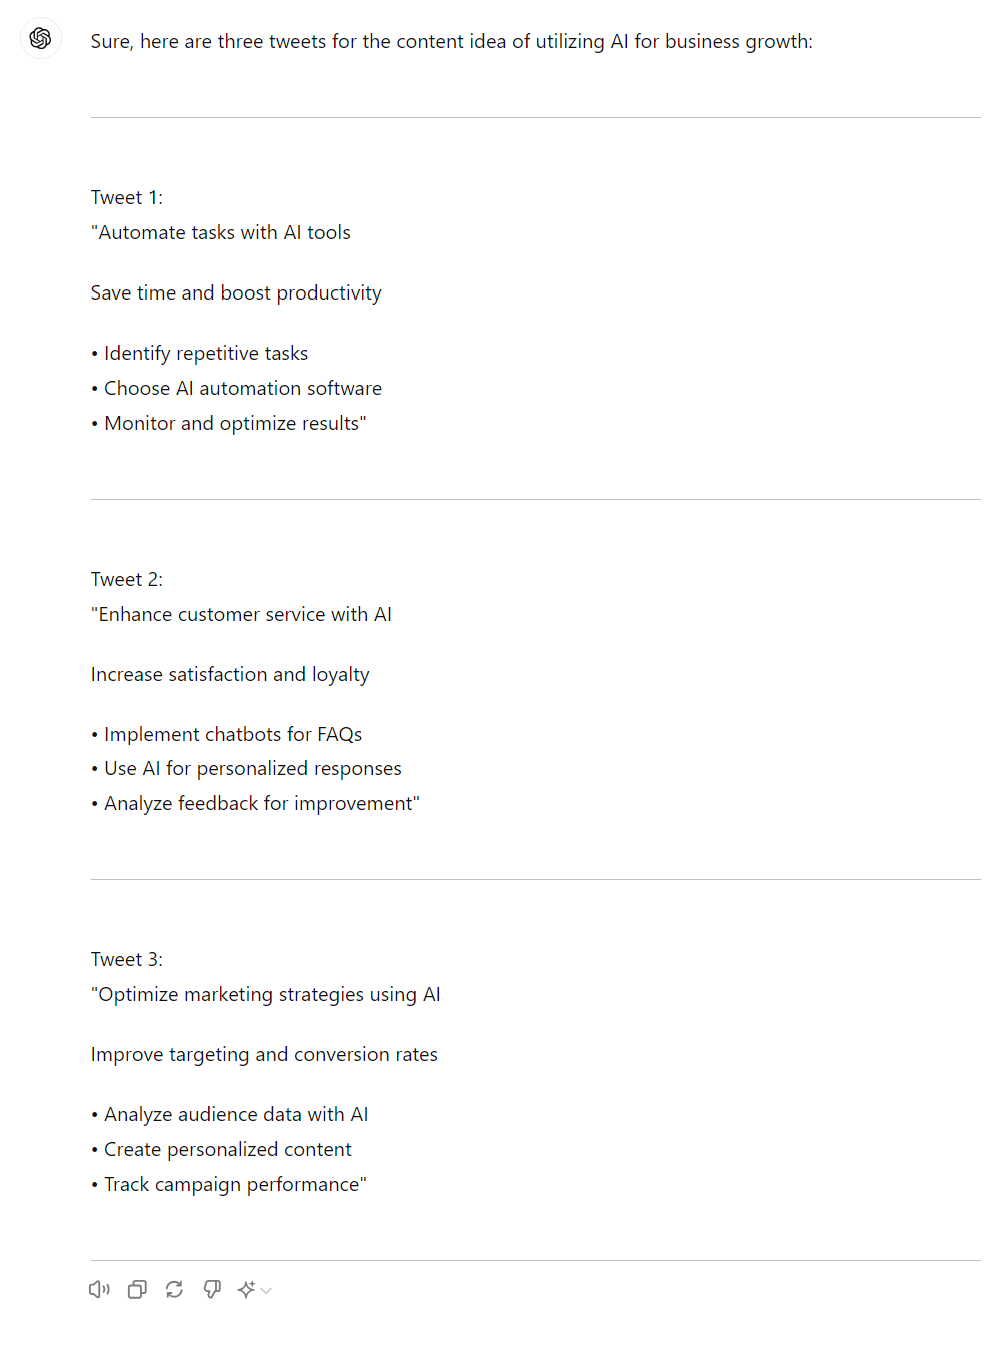 Sure, here are three tweets for the content idea of utilizing AI for business growth:
Tweet 1:
"Automate tasks with AI tools
Save time and boost productivity
• Identify repetitive tasks
• Choose AI automation software
• Monitor and optimize results"
Tweet 2:
"Enhance customer service with AI
Increase satisfaction and loyalty
• Implement chatbots for FAQs
• Use AI for personalized responses
• Analyze feedback for improvement"
Tweet 3:
"Optimize marketing strategies using AI
Improve targeting and conversion rates
• Analyze audience data with AI
• Create personalized content
• Track campaign performance"